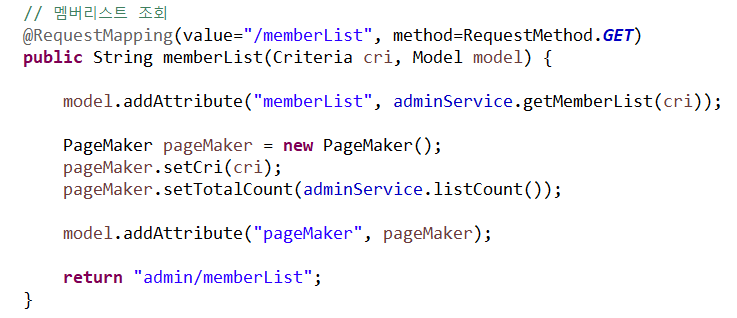 // 멤버리스트 조회
@RequestMapping(value="/memberList", method=RequestMethod.GET)
public String memberList(Criteria cri, Model model) {
model.addAttribute("memberList", adminService.getMemberList(cri));
PageMaker pageMaker = new PageMaker();
pageMaker.setCri(cri);
pageMaker.setTotalCount(adminService.listCount());
model.addAttribute("pageMaker", pageMaker);
return "admin/memberList";
}